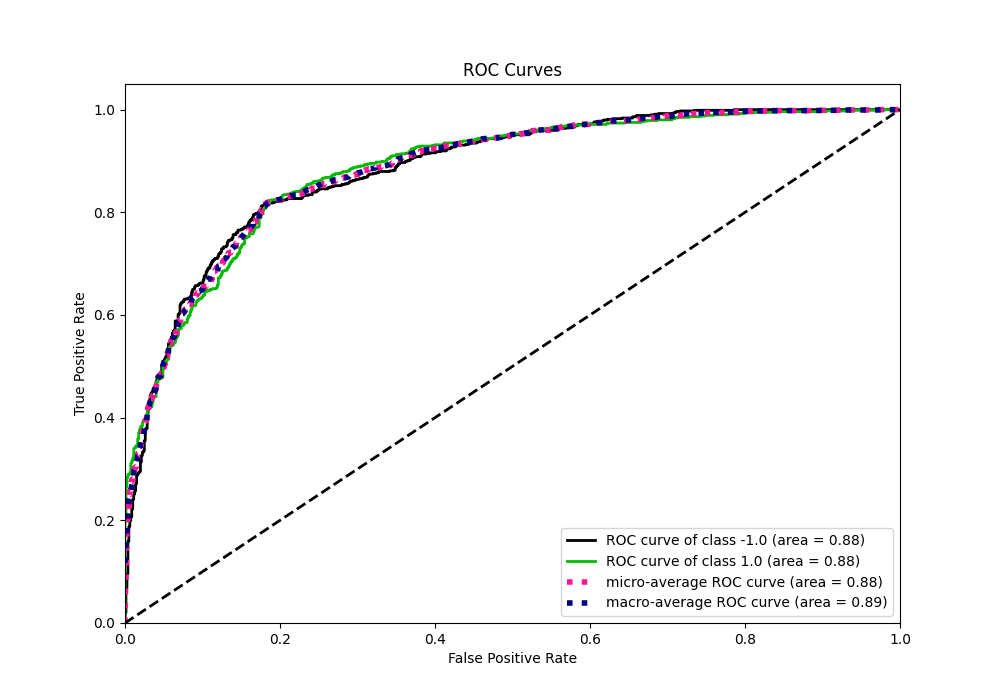 ROC Curves
True Positive Rate
1.0
0.8
0.6
0.4
0.2
0.0
ROC curve of class -1.0 (area = 0.88)
ROC curve of class 1.0 (area = 0.88)
micro-average ROC curve (area = 0.88)
macro-average ROC curve (area = 0.89)
0.0 0.2 0.4 0.6 0.8 1.0
False Positive Rate